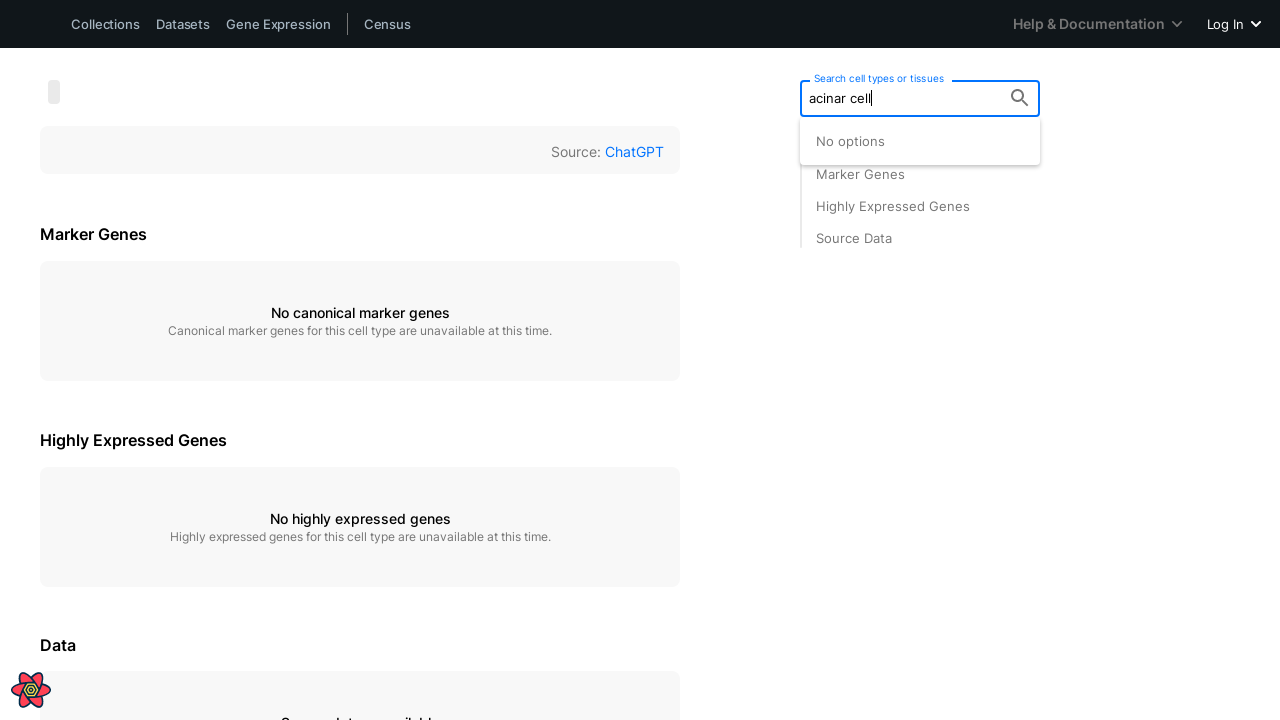 Collections Datasets Gene Expression Census Help & Documentation Log In
Search cell types or tissues
acinar cell
No options
Source: ChatGPT
Marker Genes
Highly Expressed Genes
Source Data
Marker Genes
No canonical marker genes
Canonical marker genes for this cell type are unavailable at this time.
Highly Expressed Genes
No highly expressed genes
Highly expressed genes for this cell type are unavailable at this time.
Data